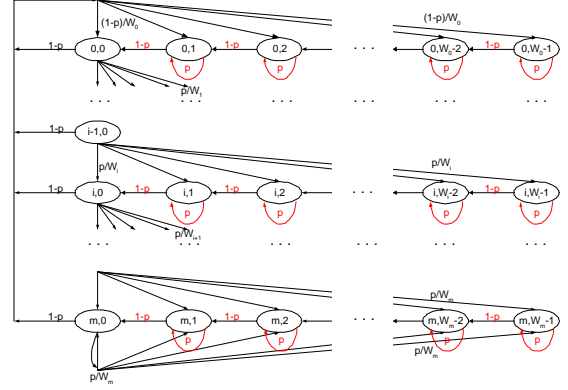 (1-p)/W₀ (1-p)/W₀
1-p 0,0 0,1 1-p 0,2 . . . 0,W₀-2 1-p 0,W₀-1
p p p p
p/W₁
. . . . . . . . . . . . . . .
1-p i-1,0
p/Wᵢ p/Wᵢ
1-p i,0 1-p i,1 1-p i,2 . . . i,Wᵢ-2 1-p i,Wᵢ-1
p p p p
p/Wᵢ₊₁
. . . . . . . . . . . . . . .
p/Wₘ
1-p m,0 1-p m,1 1-p m,2 . . . m,Wₘ-2 1-p m,Wₘ-1
p p p p
p/Wₘ p/Wₘ